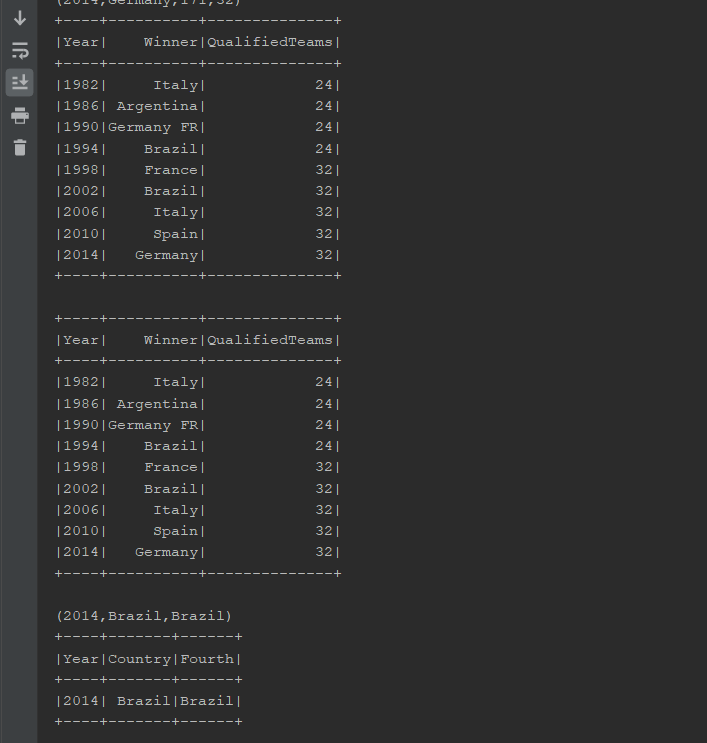 (2014,Germany,171,32)
+----+----------+--------------+
|Year|    Winner|QualifiedTeams|
+----+----------+--------------+
|1982|     Italy|            24|
|1986| Argentina|            24|
|1990|Germany FR|            24|
|1994|    Brazil|            24|
|1998|    France|            32|
|2002|    Brazil|            32|
|2006|     Italy|            32|
|2010|     Spain|            32|
|2014|   Germany|            32|
+----+----------+--------------+

+----+----------+--------------+
|Year|    Winner|QualifiedTeams|
+----+----------+--------------+
|1982|     Italy|            24|
|1986| Argentina|            24|
|1990|Germany FR|            24|
|1994|    Brazil|            24|
|1998|    France|            32|
|2002|    Brazil|            32|
|2006|     Italy|            32|
|2010|     Spain|            32|
|2014|   Germany|            32|
+----+----------+--------------+

(2014,Brazil,Brazil)
+----+-------+------+
|Year|Country|Fourth|
+----+-------+------+
|2014| Brazil|Brazil|
+----+-------+------+